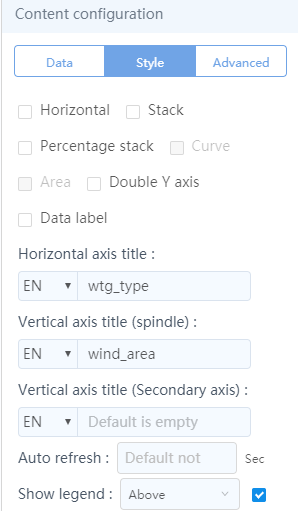 Content configuration
Data Style Advanced
Horizontal Stack
Percentage stack Curve
Area Double Y axis
Data label
Horizontal axis title :
EN ▼ wtg_type
Vertical axis title (spindle) :
EN ▼ wind_area
Vertical axis title (Secondary axis) :
EN ▼ Default is empty
Auto refresh : Default not Sec
Show legend : Above